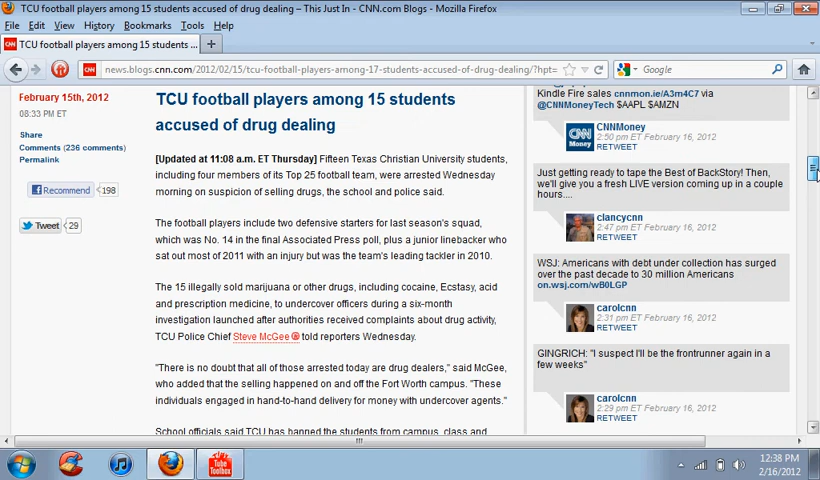 TCU football players among 15 students accused of drug dealing – This Just In - CNN.com Blogs - Mozilla Firefox
File Edit View History Bookmarks Tools Help
CNN TCU football players among 15 students ...
CNN news.blogs.cnn.com/2012/02/15/tcu-football-players-among-17-students-accused-of-drug-dealing/?hpt=
Google
February 15th, 2012
08:33 PM ET
Share
Comments (236 comments)
Permalink
Recommend 198
Tweet 29
TCU football players among 15 students
accused of drug dealing
[Updated at 11:08 a.m. ET Thursday] Fifteen Texas Christian University students,
including four members of its Top 25 football team, were arrested Wednesday
morning on suspicion of selling drugs, the school and police said.
The football players include two defensive starters for last season's squad,
which was No. 14 in the final Associated Press poll, plus a junior linebacker who
sat out most of 2011 with an injury but was the team's leading tackler in 2010.
The 15 illegally sold marijuana or other drugs, including cocaine, Ecstasy, acid
and prescription medicine, to undercover officers during a six-month
investigation launched after authorities received complaints about drug activity,
TCU Police Chief Steve McGee told reporters Wednesday.
"There is no doubt that all of those arrested today are drug dealers," said McGee,
who added that the selling happened on and off the Fort Worth campus. "These
individuals engaged in hand-to-hand delivery for money with undercover agents."
School officials said TCU has banned the students from campus, class and
Kindle Fire sales cnnmon.ie/A3m4C7 via
@CNNMoneyTech $AAPL $AMZN
CNN Money
CNNMoney
2:50 pm ET February 16, 2012
RETWEET
Just getting ready to tape the Best of BackStory! Then,
we'll give you a fresh LIVE version coming up in a couple
hours....
clancycnn
2:47 pm ET February 16, 2012
RETWEET
WSJ: Americans with debt under collection has surged
over the past decade to 30 million Americans
on.wsj.com/wB0LGP
carolcnn
2:31 pm ET February 16, 2012
RETWEET
GINGRICH: "I suspect I'll be the frontrunner again in a
few weeks"
carolcnn
2:29 pm ET February 16, 2012
RETWEET
Tube Toolbox
12:38 PM
2/16/2012